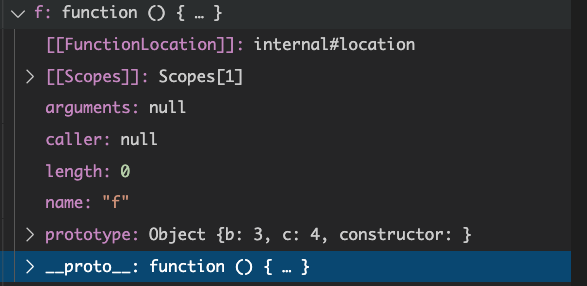 f: function () { … }
[[FunctionLocation]]: internal#location
[[Scopes]]: Scopes[1]
arguments: null
caller: null
length: 0
name: "f"
prototype: Object {b: 3, c: 4, constructor: }
__proto__: function () { … }